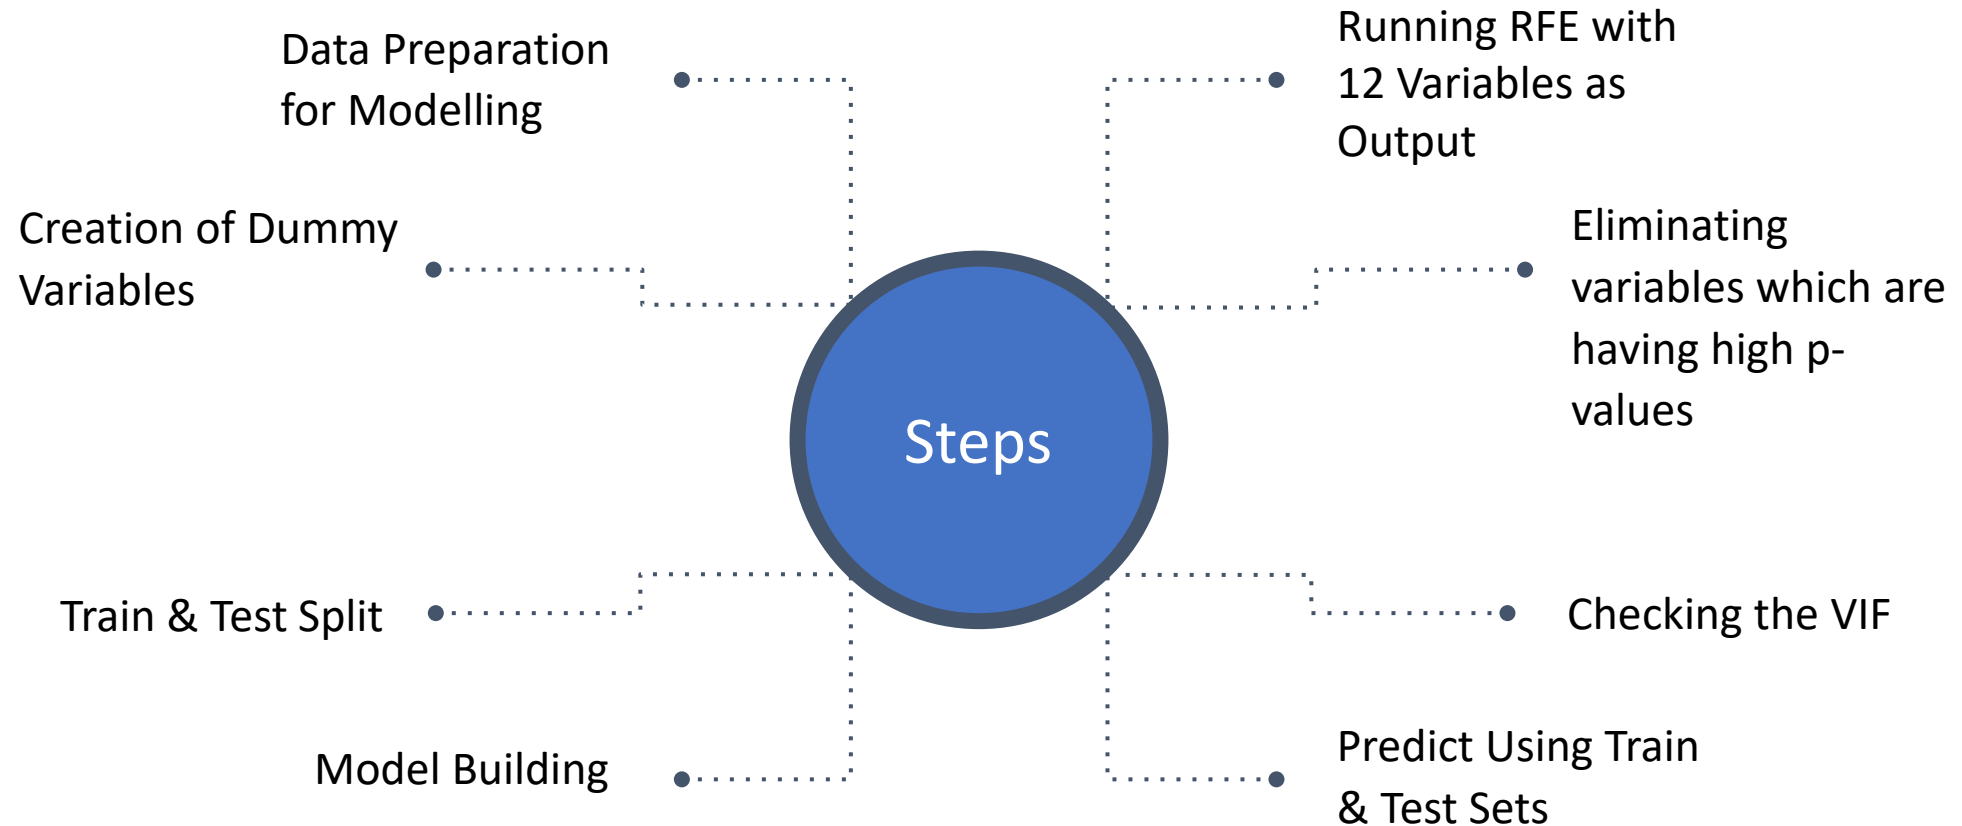 Data Preparation
for Modelling
Creation of Dummy
Variables
Train & Test Split
Model Building
Steps
Running RFE with
12 Variables as
Output
Eliminating
variables which are
having high p-
values
Checking the VIF
Predict Using Train
& Test Sets